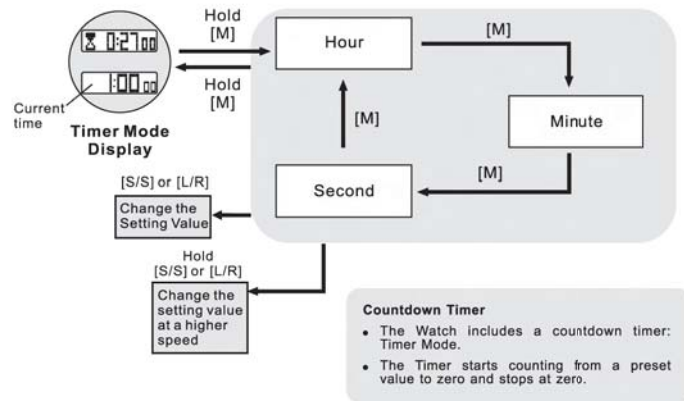 Hold
[M]
0:27 00
1:00 00
Hold
[M]
Current
time
Timer Mode
Display
Hour
[M]
Minute
[M]
Second
[M]
[S/S] or [L/R]
Change the
Setting Value
Hold
[S/S] or [L/R]
Change the
setting value
at a higher
speed
Countdown Timer
• The Watch includes a countdown timer:
Timer Mode.
• The Timer starts counting from a preset
value to zero and stops at zero.